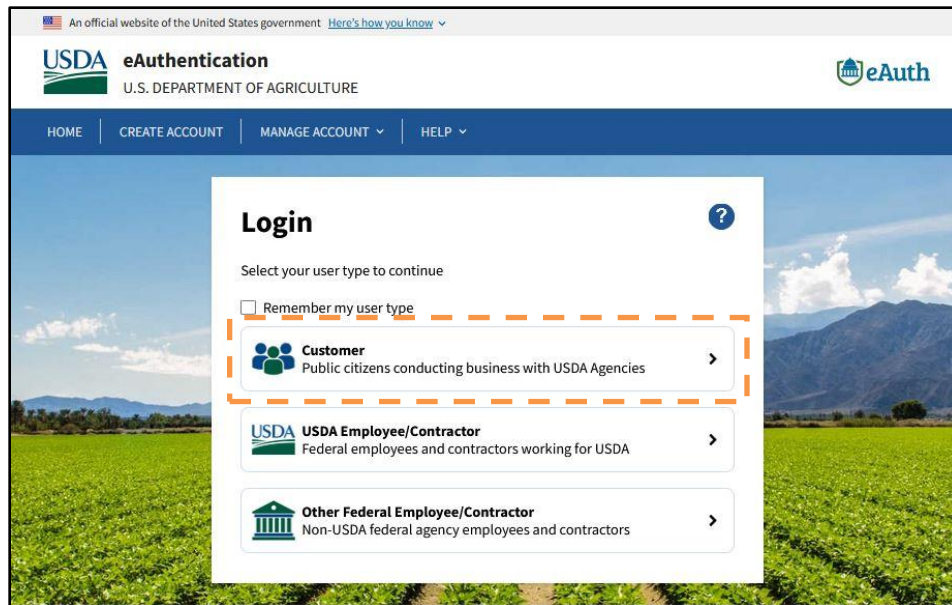 An official website of the United States government Here's how you know
USDA eAuthentication
U.S. DEPARTMENT OF AGRICULTURE
eAuth
HOME CREATE ACCOUNT MANAGE ACCOUNT HELP
Login
?
Select your user type to continue
Remember my user type
Customer
Public citizens conducting business with USDA Agencies
USDA USDA Employee/Contractor
Federal employees and contractors working for USDA
Other Federal Employee/Contractor
Non-USDA federal agency employees and contractors